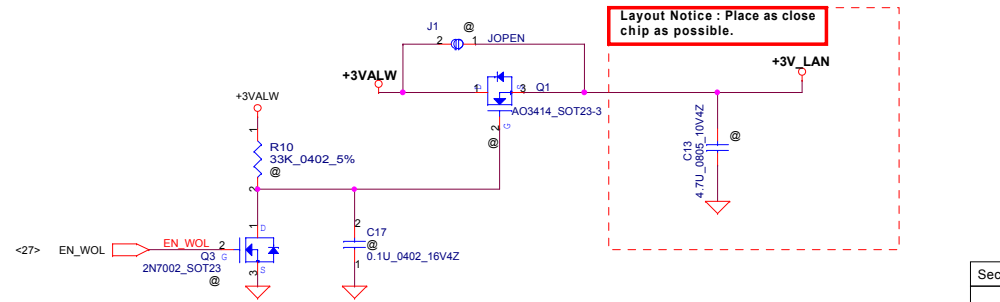 Layout Notice : Place as close
chip as possible.
J1
@
2
1
JOPEN
+3VALW
+3V_LAN
1
D
S
3
Q1
AO3414_SOT23-3
2
G
@
+3VALW
1
R10
33K_0402_5%
@
2
C13
4.7U_0805_10V4Z
@
<27>
EN_WOL
EN_WOL
2
G
Q3
2N7002_SOT23
@
1
D
3
S
2
C17
@
0.1U_0402_16V4Z
1
Sec